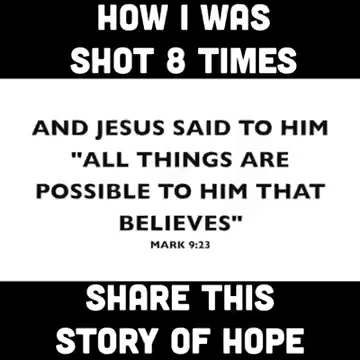 HOW I WAS
SHOT 8 TIMES
AND JESUS SAID TO HIM
"ALL THINGS ARE
POSSIBLE TO HIM THAT
BELIEVES"
MARK 9:23
SHARE THIS
STORY OF HOPE